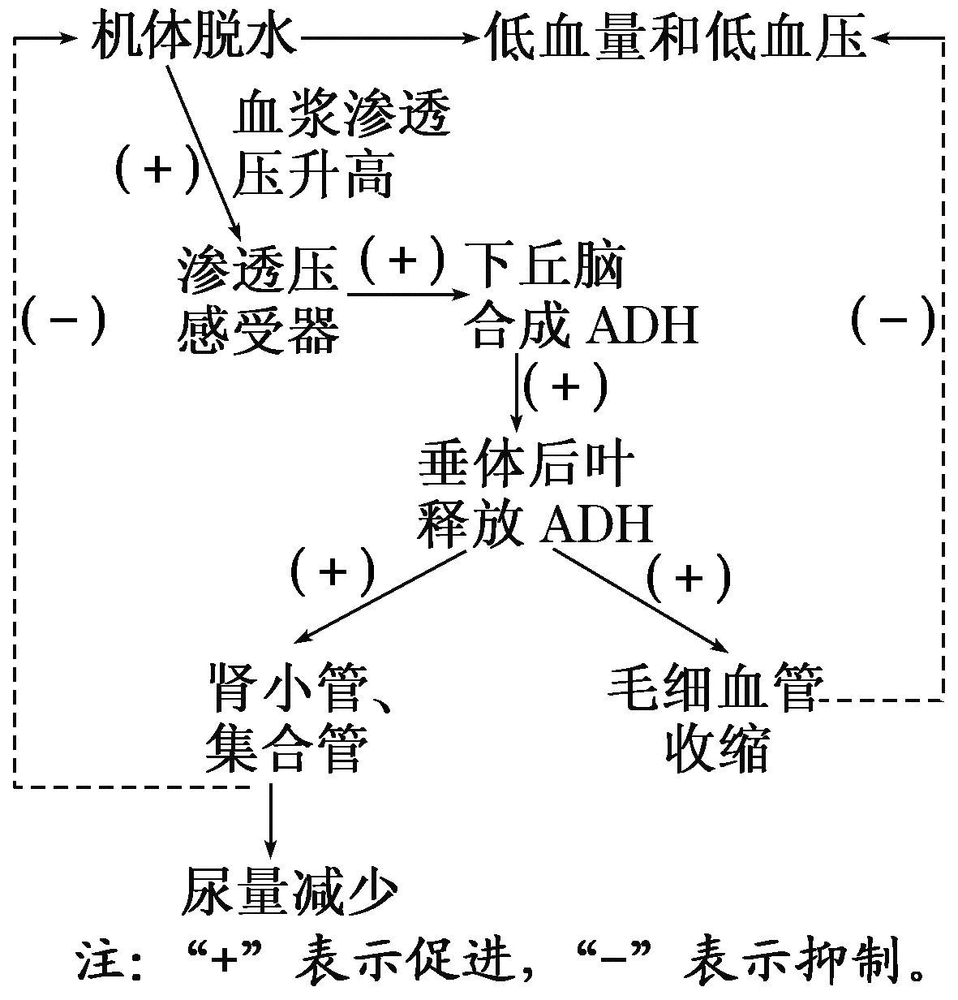 机体脱水
低血量和低血压
血浆渗透
压升高
(+)
渗透压
感受器
(+)
下丘脑
合成 ADH
(-)
(-)
(+)
垂体后叶
释放 ADH
(+)
(+)
肾小管、
集合管
毛细血管
收缩
尿量减少
注：“+”表示促进，“-”表示抑制。